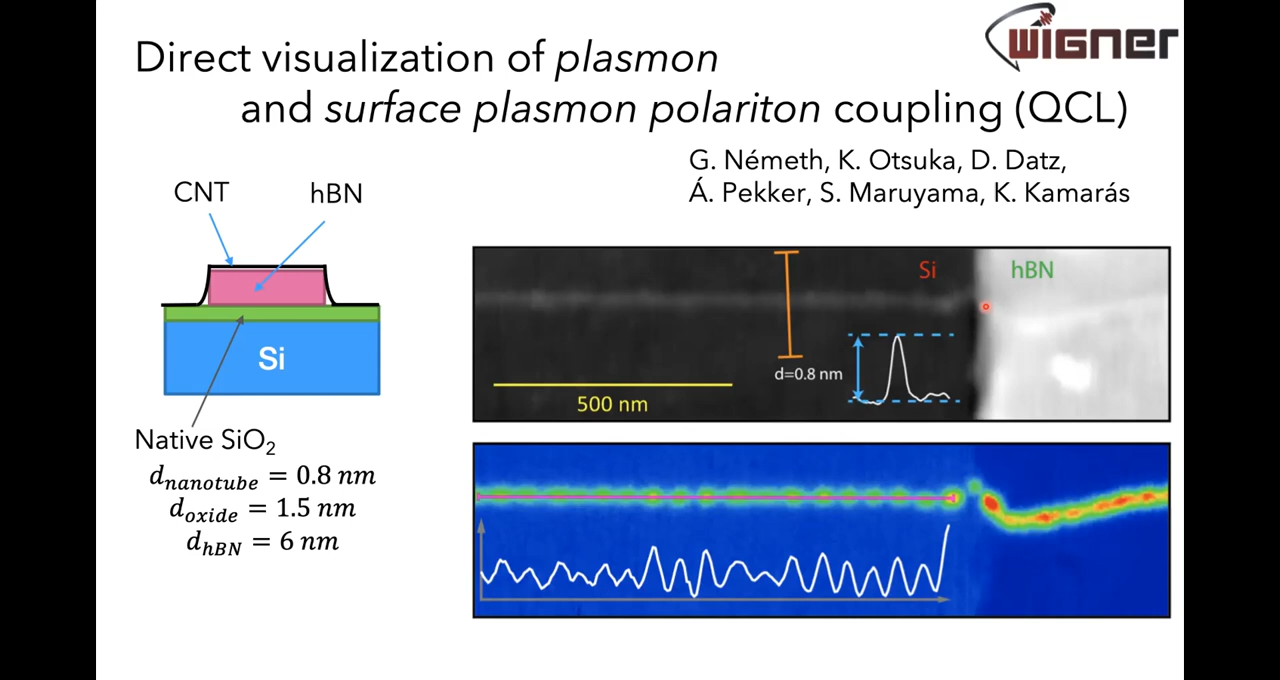 WIGNER
Direct visualization of plasmon
and surface plasmon polariton coupling (QCL)
G. Németh, K. Otsuka, D. Datz,
Á. Pekker, S. Maruyama, K. Kamarás
CNT
hBN
Si
Native SiO₂
d_nanotube = 0.8 nm
d_oxide = 1.5 nm
d_hBN = 6 nm
Si
hBN
d=0.8 nm
500 nm